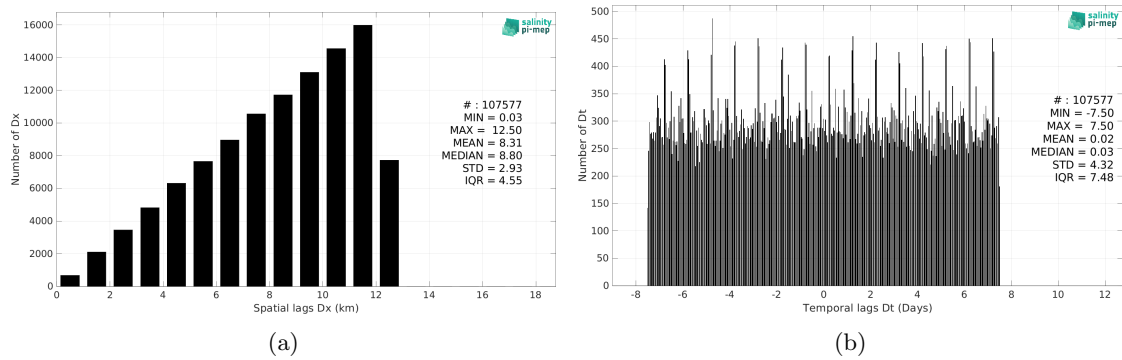 16000
14000
12000
10000
8000
6000
4000
2000
0
Number of Dx
0 2 4 6 8 10 12 14 16 18
Spatial lags Dx (km)
salinity
pi-mep
# : 107577
MIN = 0.03
MAX = 12.50
MEAN = 8.31
MEDIAN = 8.80
STD = 2.93
IQR = 4.55
(a)
500
450
400
350
300
250
200
150
100
50
0
Number of Dt
-8 -6 -4 -2 0 2 4 6 8 10 12
Temporal lags Dt (Days)
salinity
pi-mep
# : 107577
MIN = -7.50
MAX = 7.50
MEAN = 0.02
MEDIAN = 0.03
STD = 4.32
IQR = 7.48
(b)